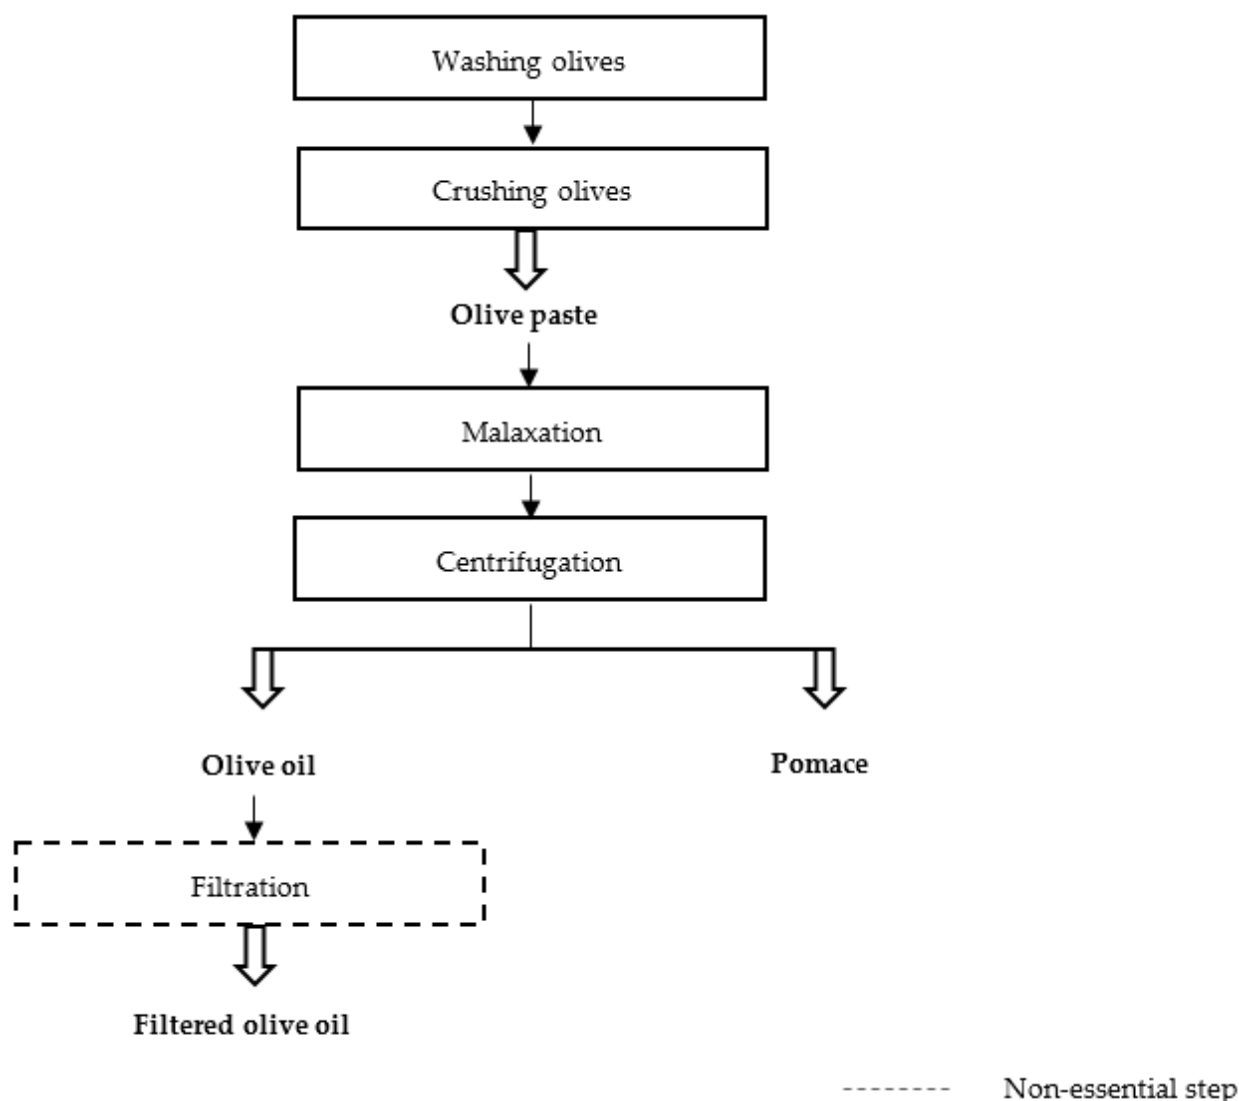 Washing olives
Crushing olives
Olive paste
Malaxation
Centrifugation
Olive oil
Pomace
Filtration
Filtered olive oil
Non-essential step